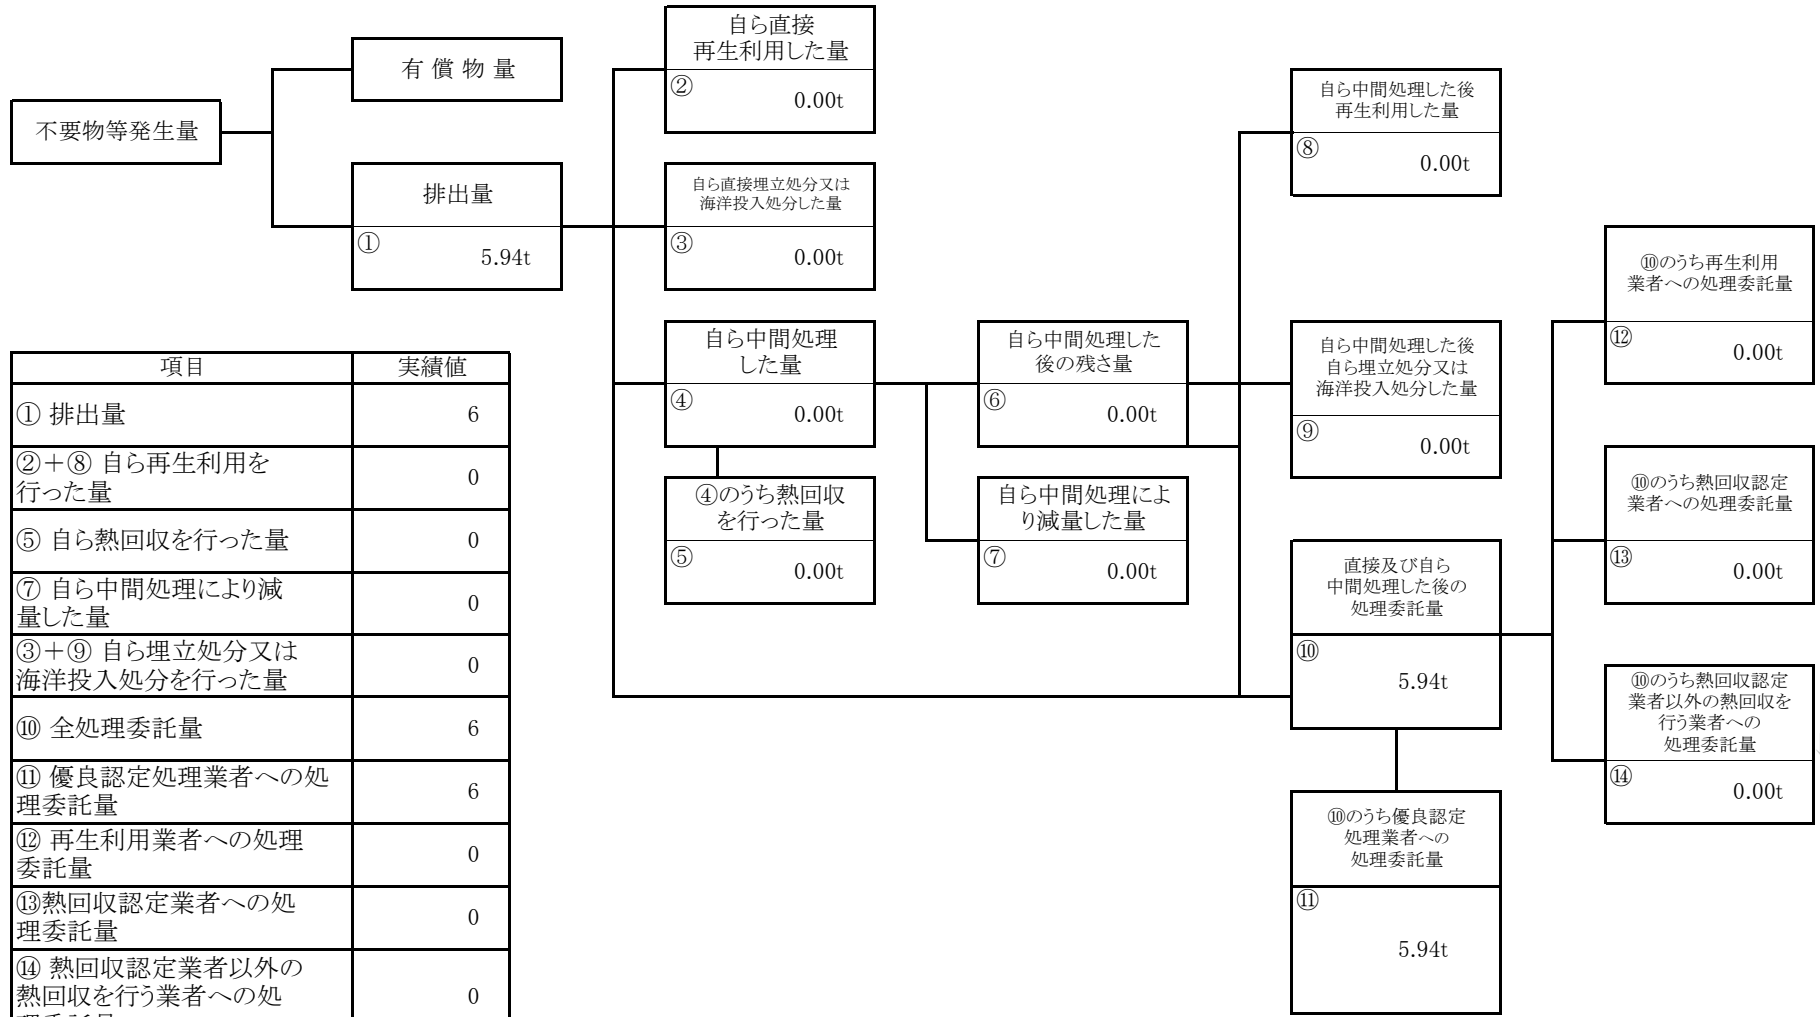 不要物等発生量
有 償 物 量
排出量
①
5.94t
自ら直接
再生利用した量
②
0.00t
自ら直接埋立処分又は
海洋投入処分した量
③
0.00t
自ら中間処理
した量
④
0.00t
④のうち熱回収
を行った量
⑤
0.00t
自ら中間処理した
後の残さ量
⑥
0.00t
自ら中間処理によ
り減量した量
⑦
0.00t
自ら中間処理した後
再生利用した量
⑧
0.00t
自ら中間処理した後
自ら埋立処分又は
海洋投入処分した量
⑨
0.00t
直接及び自ら
中間処理した後の
処理委託量
⑩
5.94t
⑩のうち優良認定
処理業者への
処理委託量
⑪
5.94t
⑩のうち再生利用
業者への処理委託量
⑫
0.00t
⑩のうち熱回収認定
業者への処理委託量
⑬
0.00t
⑩のうち熱回収認定
業者以外の熱回収を
行う業者への
処理委託量
⑭
0.00t
項目 実績値
① 排出量 6
②＋⑧ 自ら再生利用を
行った量 0
⑤ 自ら熱回収を行った量 0
⑦ 自ら中間処理により減
量した量 0
③＋⑨ 自ら埋立処分又は
海洋投入処分を行った量 0
⑩ 全処理委託量 6
⑪ 優良認定処理業者への処
理委託量 6
⑫ 再生利用業者への処理
委託量 0
⑬熱回収認定業者への処
理委託量 0
⑭ 熱回収認定業者以外の
熱回収を行う業者への処 0